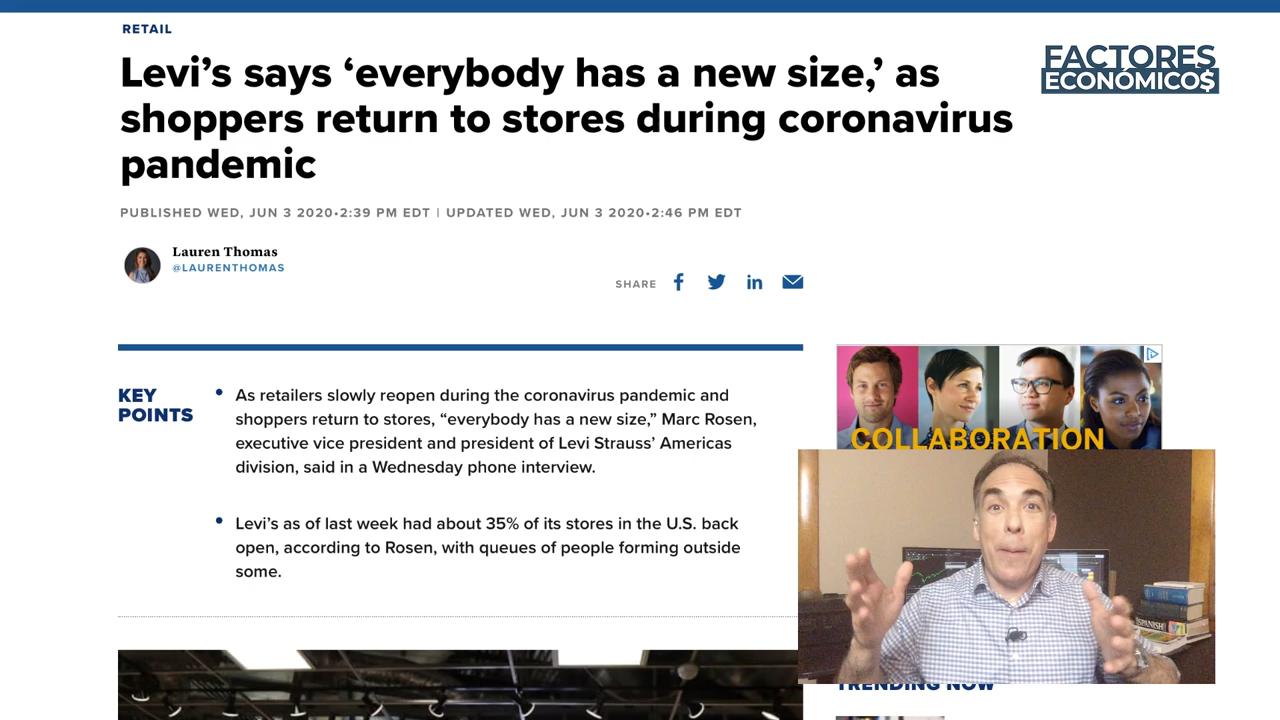 RETAIL
FACTORES
ECONÓMICO$
Levi’s says ‘everybody has a new size,’ as
shoppers return to stores during coronavirus
pandemic
PUBLISHED WED, JUN 3 2020•2:39 PM EDT | UPDATED WED, JUN 3 2020•2:46 PM EDT
Lauren Thomas
@LAURENTHOMAS
SHARE
KEY
POINTS
• As retailers slowly reopen during the coronavirus pandemic and
shoppers return to stores, “everybody has a new size,” Marc Rosen,
executive vice president and president of Levi Strauss’ Americas
division, said in a Wednesday phone interview.
• Levi’s as of last week had about 35% of its stores in the U.S. back
open, according to Rosen, with queues of people forming outside
some.
COLLABORATION
SPANISH
TRENDING NOW